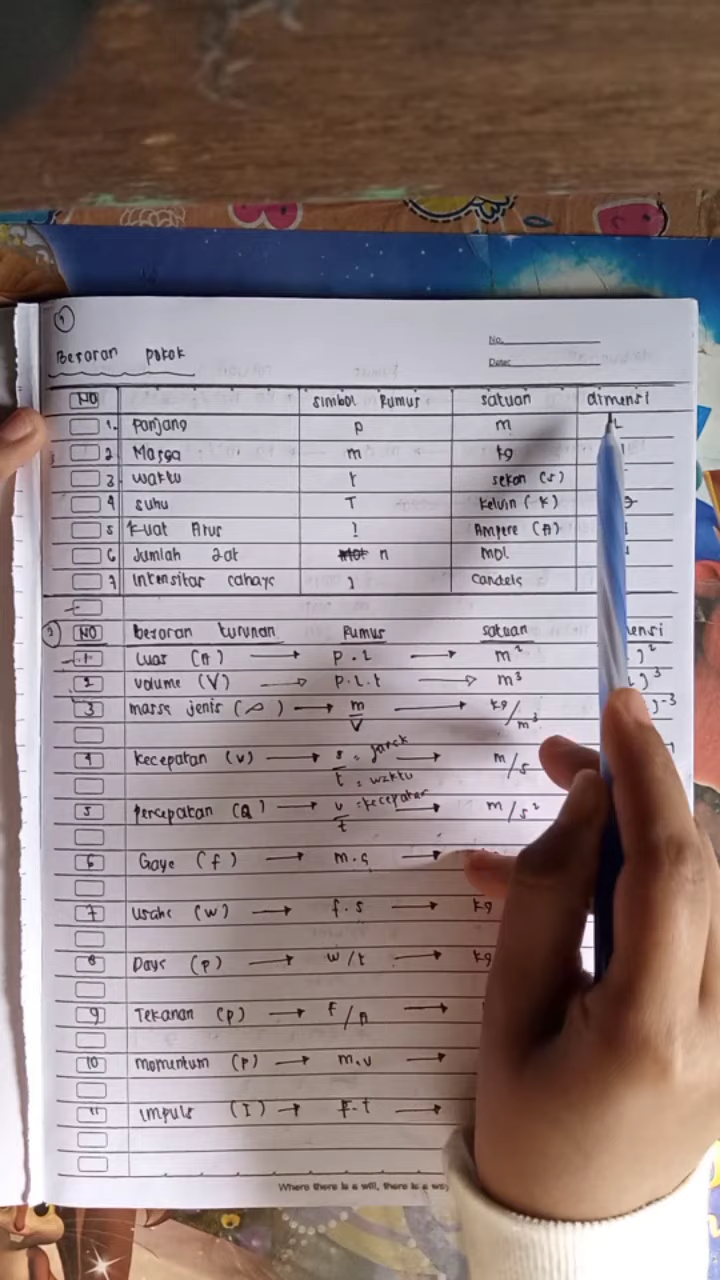 1
Besaran pokok
No.
Date:
NO simbol Rumus satuan dimensi
1. Panjang p m L
2 Massa m kg
3 waktu t sekon (s)
4 suhu T Kelvin (K)
5 Kuat Arus I Ampere (A)
6 Jumlah zat n mol
7 Intensitas cahaya J candela
2 NO besaran turunan Rumus satuan ensi
1 Luas (A) → p.l → m² ]²
2 volume (V) → p.l.t → m³ ]³
3 massa jenis (ρ) → m/V → kg/m³ ]⁻³
4 kecepatan (v) → s/t = jarak → m/s
= waktu
5 percepatan (a) → v/t = kecepatan → m/s²
6 Gaya (f) → m.a →
7 usaha (w) → f.s → kg
8 Daya (p) → w/t → kg
9 Tekanan (p) → F/A →
10 momentum (p) → m.v →
11 impuls (I) → F.t →
Where there is a will, there is a way